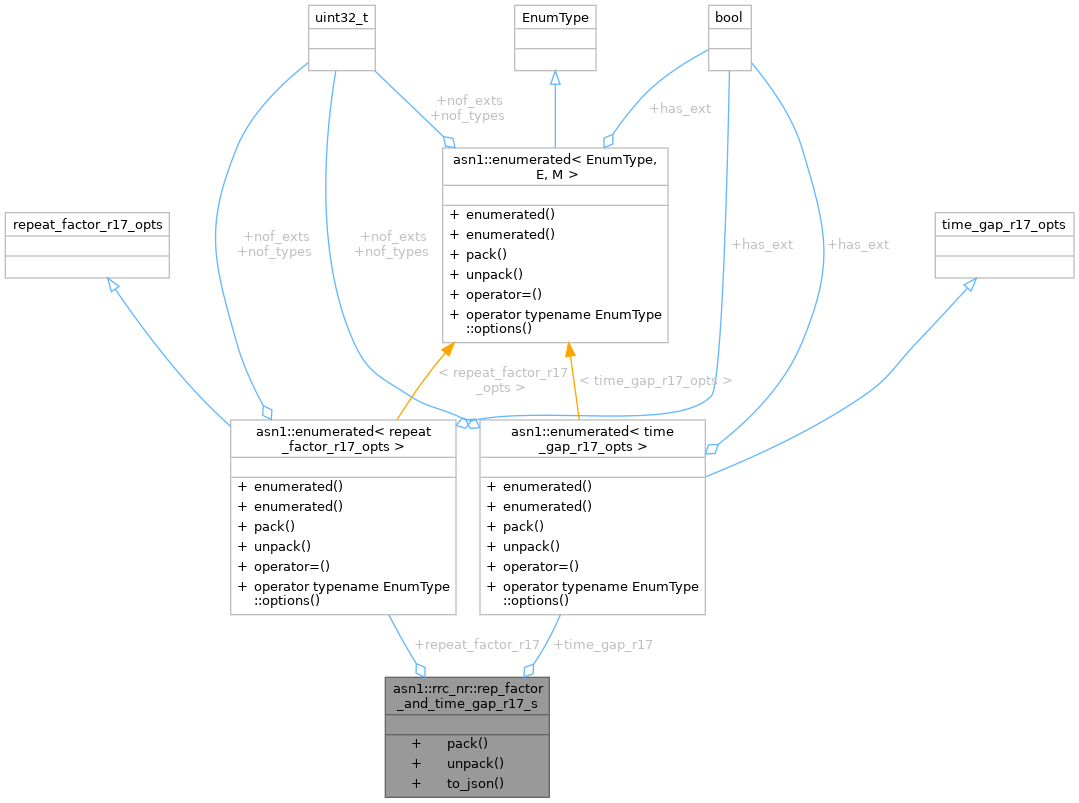 uint32_t
EnumType
bool
+nof_exts
+nof_types
+has_ext
asn1::enumerated< EnumType,
E, M >
+ enumerated()
+ enumerated()
+ pack()
+ unpack()
+ operator=()
+ operator typename EnumType
::options()
repeat_factor_r17_opts
time_gap_r17_opts
+nof_exts
+nof_types
+nof_exts
+nof_types
+has_ext
+has_ext
< repeat_factor_r17
_opts >
< time_gap_r17_opts >
asn1::enumerated< repeat
_factor_r17_opts >
+ enumerated()
+ enumerated()
+ pack()
+ unpack()
+ operator=()
+ operator typename EnumType
::options()
asn1::enumerated< time
_gap_r17_opts >
+ enumerated()
+ enumerated()
+ pack()
+ unpack()
+ operator=()
+ operator typename EnumType
::options()
+repeat_factor_r17
+time_gap_r17
asn1::rrc_nr::rep_factor
_and_time_gap_r17_s
+ pack()
+ unpack()
+ to_json()